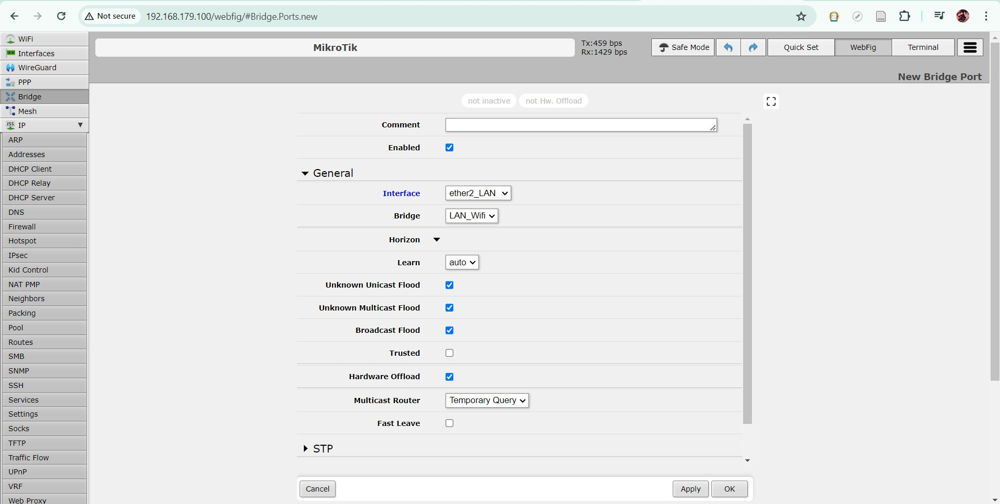 Not secure
192.168.179.100/webfig/#Bridge.Ports.new
WiFi
Interfaces
WireGuard
PPP
Bridge
Mesh
IP
ARP
Addresses
DHCP Client
DHCP Relay
DHCP Server
DNS
Firewall
Hotspot
IPsec
Kid Control
NAT PMP
Neighbors
Packing
Pool
Routes
SMB
SNMP
SSH
Services
Settings
Socks
TFTP
Traffic Flow
UPnP
VRF
Web Proxy
MikroTik
Tx:459 bps
Rx:1429 bps
Safe Mode
Quick Set
WebFig
Terminal
New Bridge Port
not inactive
not Hw. Offload
Comment
Enabled
General
Interface ether2_LAN
Bridge LAN_Wifi
Horizon
Learn auto
Unknown Unicast Flood
Unknown Multicast Flood
Broadcast Flood
Trusted
Hardware Offload
Multicast Router Temporary Query
Fast Leave
STP
Cancel
Apply
OK